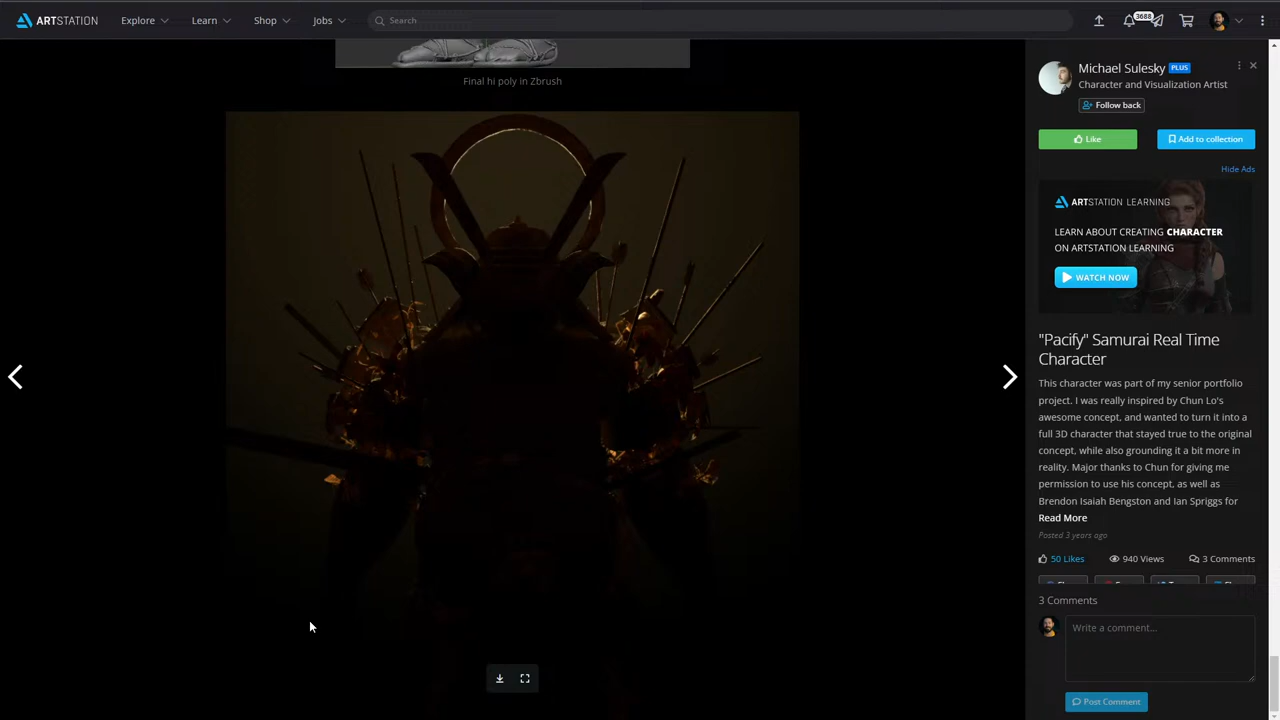 ARTSTATION
Explore
Learn
Shop
Jobs
Search
3688
Final hi poly in Zbrush
Michael Sulesky PLUS
Character and Visualization Artist
Follow back
Like
Add to collection
Hide Ads
ARTSTATION LEARNING
LEARN ABOUT CREATING CHARACTER
ON ARTSTATION LEARNING
WATCH NOW
"Pacify" Samurai Real Time
Character
This character was part of my senior portfolio
project. I was really inspired by Chun Lo's
awesome concept, and wanted to turn it into a
full 3D character that stayed true to the original
concept, while also grounding it a bit more in
reality. Major thanks to Chun for giving me
permission to use his concept, as well as
Brendon Isaiah Bengston and Ian Spriggs for
Read More
Posted 3 years ago
50 Likes
940 Views
3 Comments
3 Comments
Write a comment...
Post Comment